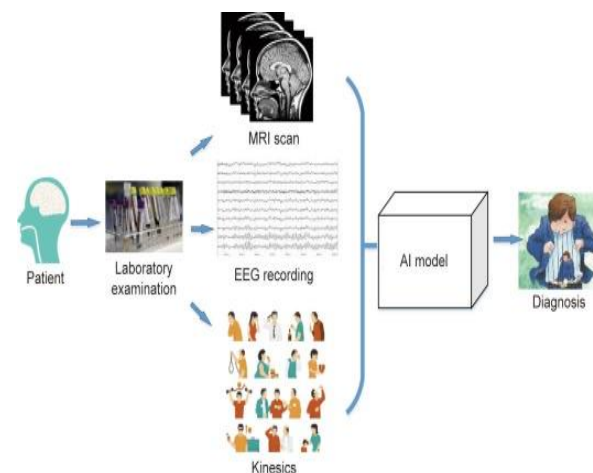 MRI scan
Patient
Laboratory
examination
EEG recording
AI model
Diagnosis
Kinesics